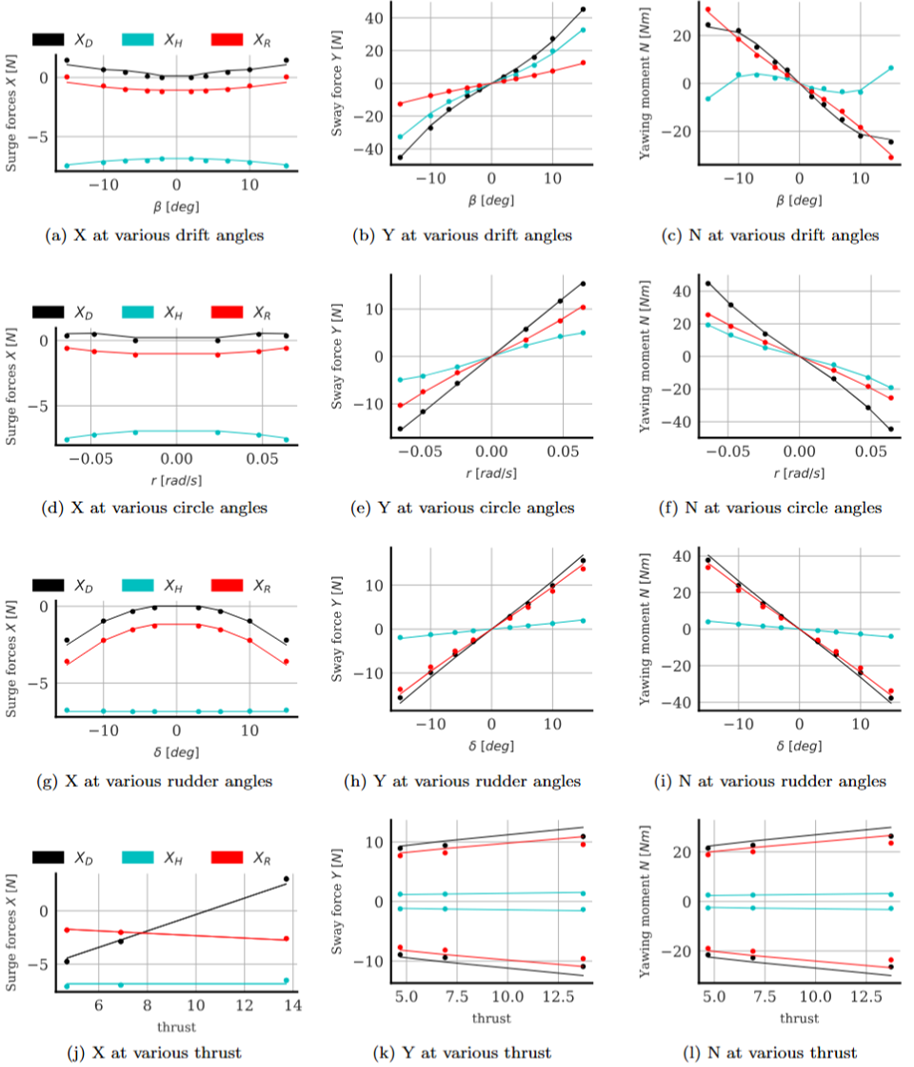 X_D X_H X_R
Surge forces X [N]
0
−5
−10 0 10
β [deg]
(a) X at various drift angles
Sway force Y [N]
40
20
0
−20
−40
−10 0 10
β [deg]
(b) Y at various drift angles
Yawing moment N [Nm]
20
0
−20
−10 0 10
β [deg]
(c) N at various drift angles
X_D X_H X_R
Surge forces X [N]
0
−5
−0.05 0.00 0.05
r [rad/s]
(d) X at various circle angles
Sway force Y [N]
10
0
−10
−0.05 0.00 0.05
r [rad/s]
(e) Y at various circle angles
Yawing moment N [Nm]
40
20
0
−20
−40
−0.05 0.00 0.05
r [rad/s]
(f) N at various circle angles
X_D X_H X_R
Surge forces X [N]
0
−5
−10 0 10
δ [deg]
(g) X at various rudder angles
Sway force Y [N]
10
0
−10
−10 0 10
δ [deg]
(h) Y at various rudder angles
Yawing moment N [Nm]
40
20
0
−20
−40
−10 0 10
δ [deg]
(i) N at various rudder angles
X_D X_H X_R
Surge forces X [N]
0
−5
6 8 10 12 14
thrust
(j) X at various thrust
Sway force Y [N]
10
0
−10
5.0 7.5 10.0 12.5
thrust
(k) Y at various thrust
Yawing moment N [Nm]
20
0
−20
5.0 7.5 10.0 12.5
thrust
(l) N at various thrust